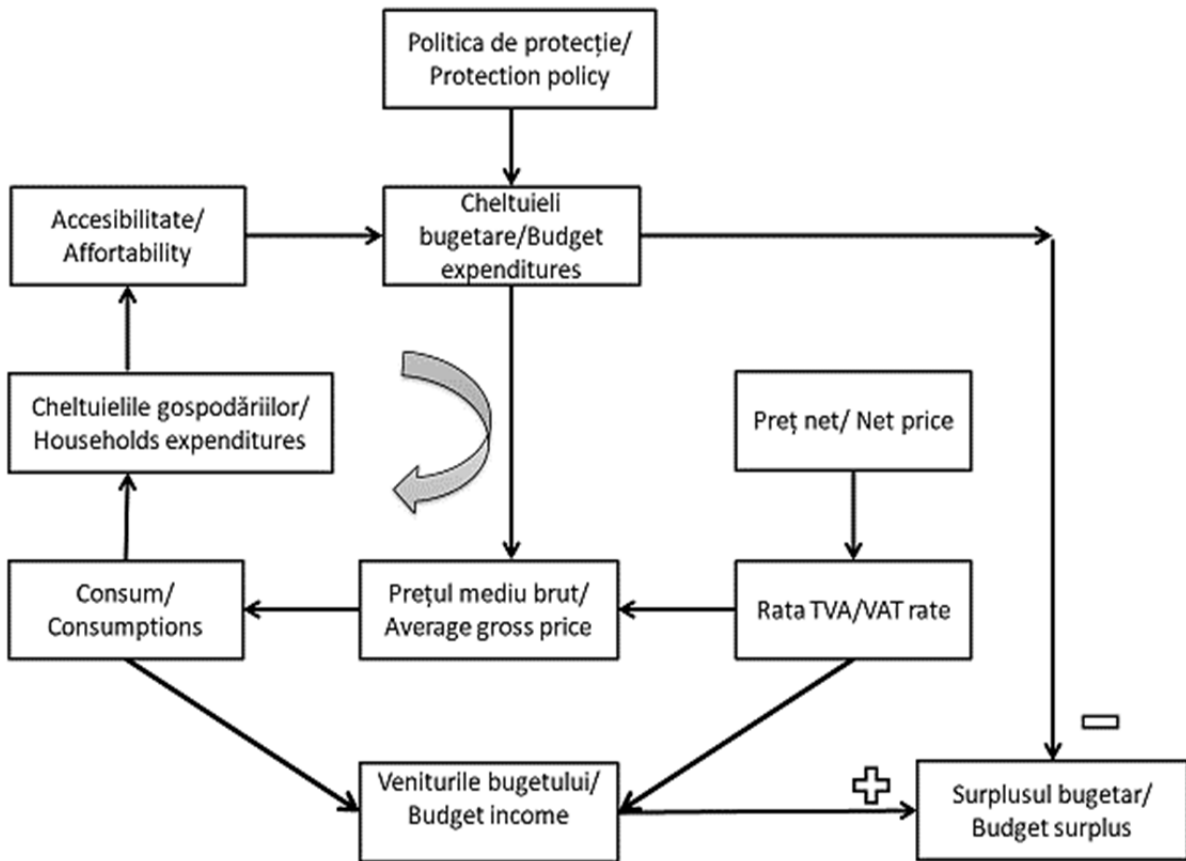 Politica de protecție/
Protection policy
Accesibilitate/
Affortability
Cheltuieli
bugetare/Budget
expenditures
Cheltuielile gospodăriilor/
Households expenditures
Preț net/ Net price
Consum/
Consumptions
Prețul mediu brut/
Average gross price
Rata TVA/VAT rate
Veniturile bugetului/
Budget income
Surplusul bugetar/
Budget surplus